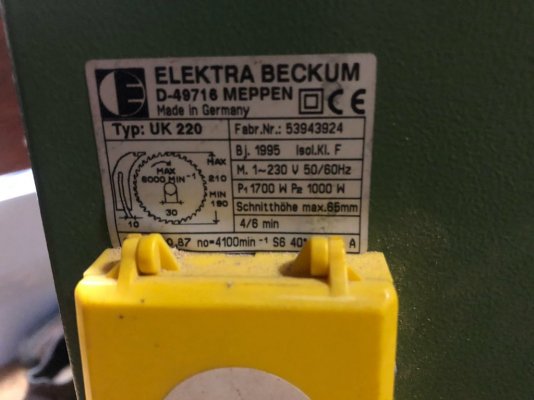 ELEKTRA BECKUM
D-49716 MEPPEN
CE
Made in Germany
Typ: UK 220
Fabr.Nr.: 53943924
Bj. 1995 Isol.Kl. F
M. 1~230 V 50/60Hz
P1 1700 W P2 1000 W
Schnitthöhe max.65mm
4/6 min
MAX
6000 MIN⁻¹
30
10
MAX
210
MIN
190
87 no=4100min⁻¹ S6 40% A